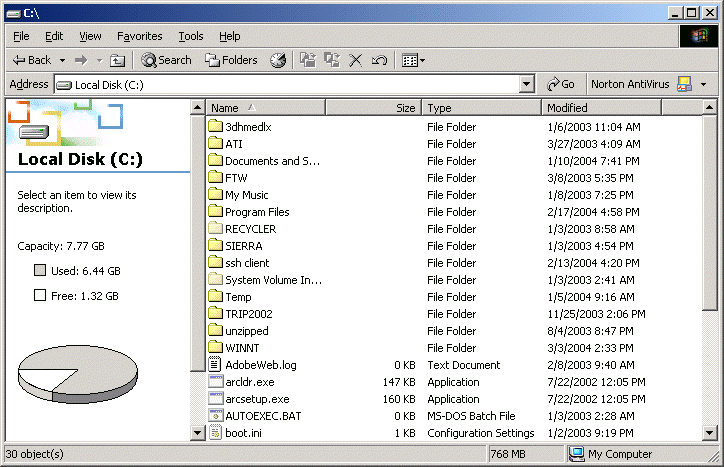 C:\
File Edit View Favorites Tools Help
Back Search Folders
Address Local Disk (C:) Go Norton AntiVirus
Local Disk (C:)
Select an item to view its
description.
Capacity: 7.77 GB
Used: 6.44 GB
Free: 1.32 GB
Name Size Type Modified
3dhmedlx File Folder 1/6/2003 11:04 AM
ATI File Folder 3/27/2003 4:09 AM
Documents and S... File Folder 1/10/2004 7:41 PM
FTW File Folder 3/8/2003 5:35 PM
My Music File Folder 1/8/2003 7:25 PM
Program Files File Folder 2/17/2004 4:58 PM
RECYCLER File Folder 1/3/2003 8:58 AM
SIERRA File Folder 1/3/2003 4:54 PM
ssh client File Folder 2/13/2004 4:20 PM
System Volume In... File Folder 1/3/2003 2:41 AM
Temp File Folder 1/5/2004 9:16 AM
TRIP2002 File Folder 11/25/2003 2:06 PM
unzipped File Folder 8/4/2003 8:47 PM
WINNT File Folder 3/3/2004 2:33 PM
AdobeWeb.log 0 KB Text Document 2/8/2003 9:40 AM
arcldr.exe 147 KB Application 7/22/2002 12:05 PM
arcsetup.exe 160 KB Application 7/22/2002 12:05 PM
AUTOEXEC.BAT 0 KB MS-DOS Batch File 1/3/2003 2:28 AM
boot.ini 1 KB Configuration Settings 1/2/2003 9:19 PM
30 object(s) 768 MB My Computer